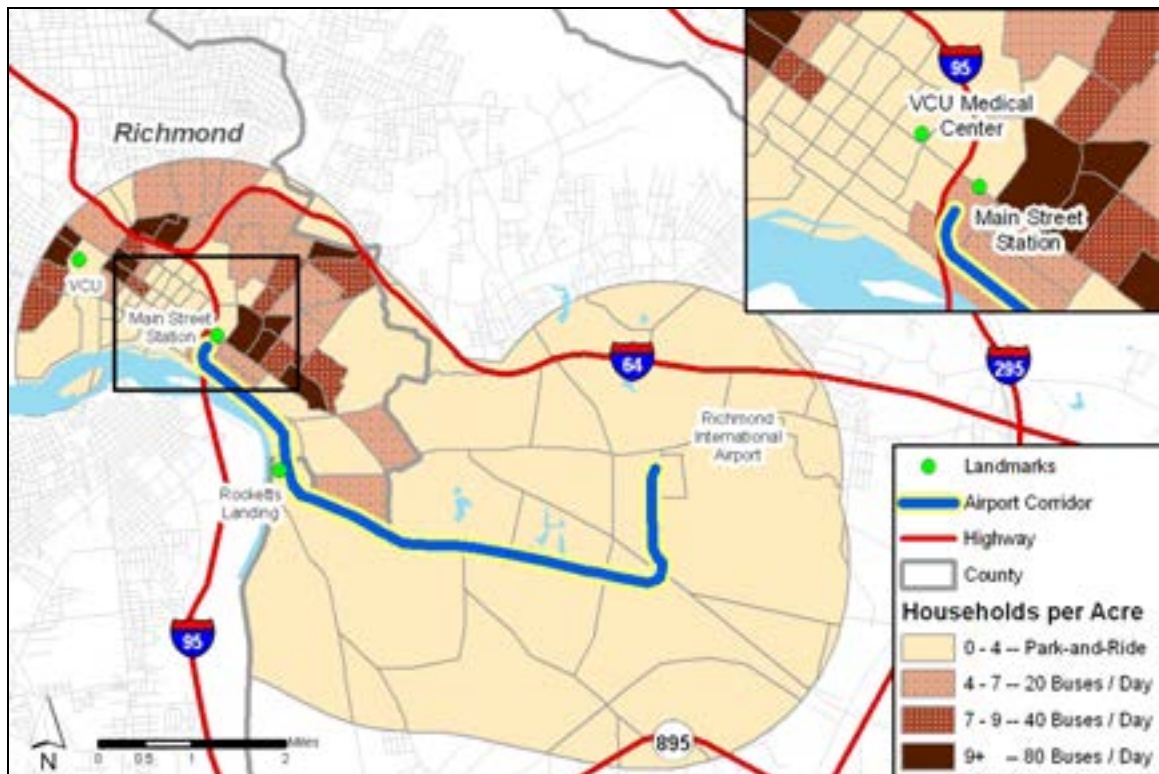 Richmond
VCU
Main Street
Station
Rocketts
Landing
Richmond
International
Airport
64
295
95
895
95
VCU Medical
Center
Main Street
Station
Landmarks
Airport Corridor
Highway
County
Households per Acre
0 - 4 -- Park-and-Ride
4 - 7 -- 20 Buses / Day
7 - 9 -- 40 Buses / Day
9+ -- 80 Buses / Day
N
0 0.5 1 2
Miles